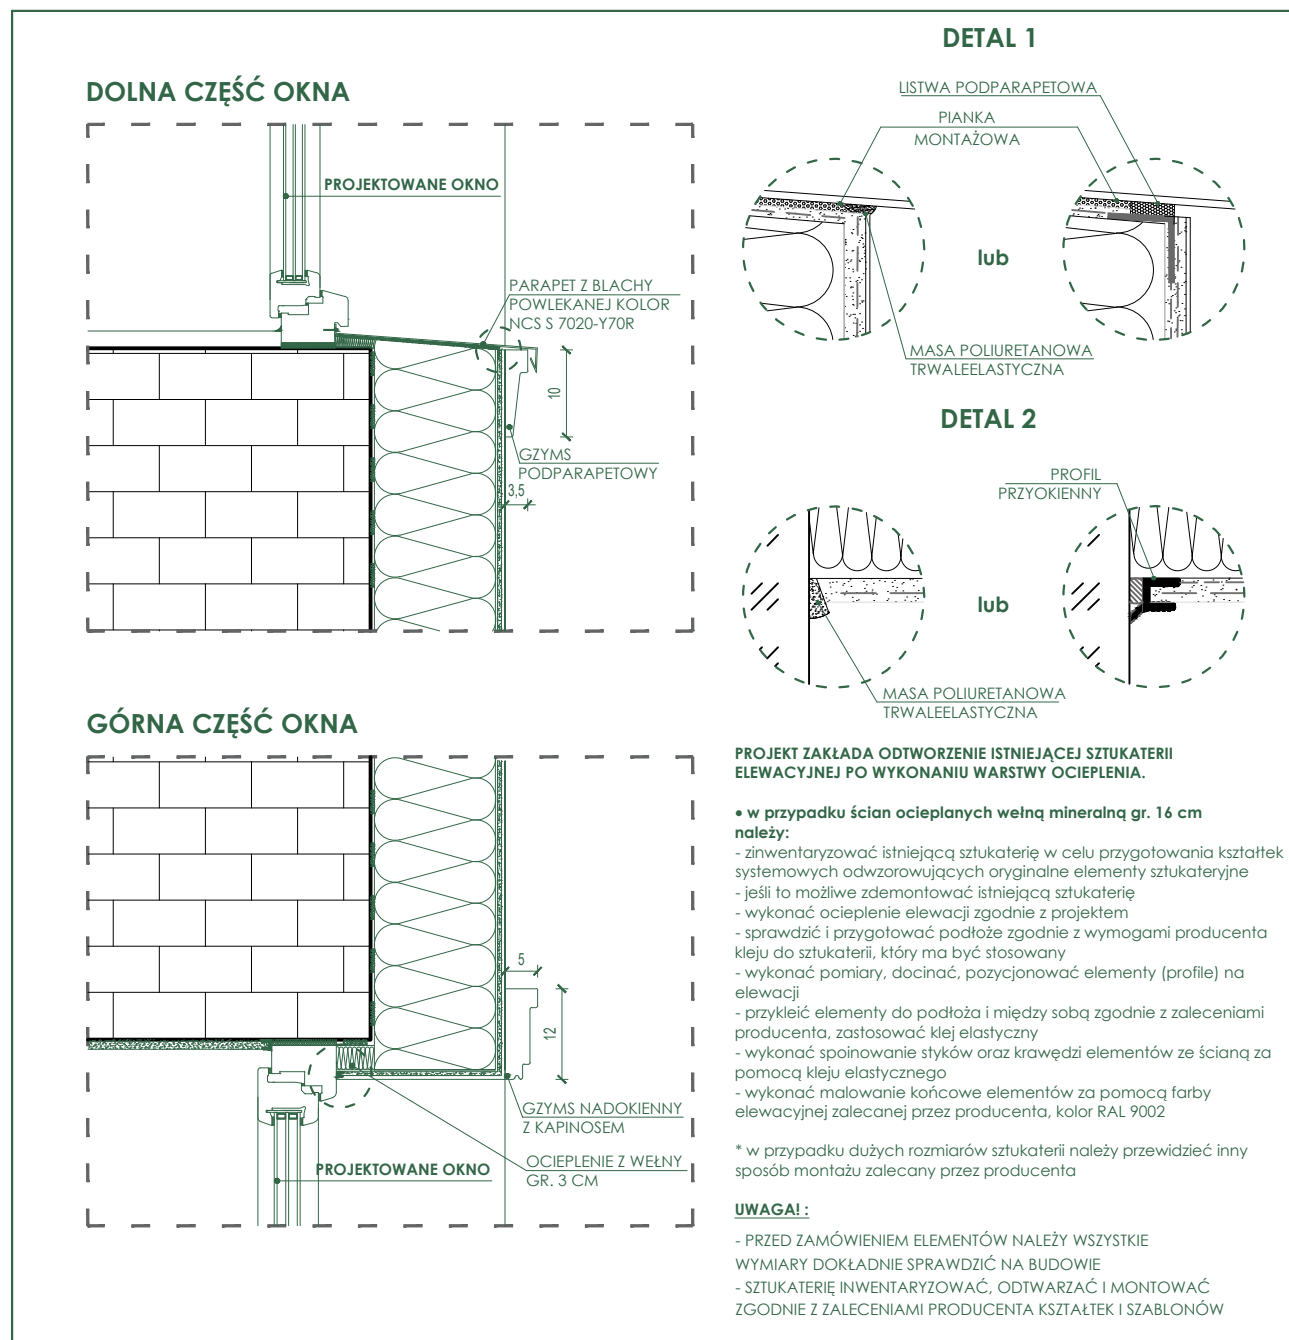 DOLNA CZĘŚĆ OKNA
PROJEKTOWANE OKNO
PARAPET Z BLACHY
POWLEKANEJ KOLOR
NCS S 7020-Y70R
10
GZYMS
PODPARAPETOWY
3,5
GÓRNA CZĘŚĆ OKNA
5
12
GZYMS NADOKIENNY
Z KAPINOSEM
OCIEPLENIE Z WEŁNY
GR. 3 CM
PROJEKTOWANE OKNO
DETAL 1
LISTWA PODPARAPETOWA
PIANKA
MONTAŻOWA
lub
MASA POLIURETANOWA
TRWALEELASTYCZNA
DETAL 2
PROFIL
PRZYOKIENNY
lub
MASA POLIURETANOWA
TRWALEELASTYCZNA
PROJEKT ZAKŁADA ODTWORZENIE ISTNIEJĄCEJ SZTUKATERII
ELEWACYJNEJ PO WYKONANIU WARSTWY OCIEPLENIA.
• w przypadku ścian ocieplanych wełną mineralną gr. 16 cm
należy:
- zinwentaryzować istniejącą sztukaterię w celu przygotowania kształtek
systemowych odwzorowujących oryginalne elementy sztukateryjne
- jeśli to możliwe zdemontować istniejącą sztukaterię
- wykonać ocieplenie elewacji zgodnie z projektem
- sprawdzić i przygotować podłoże zgodnie z wymogami producenta
kleju do sztukaterii, który ma być stosowany
- wykonać pomiary, docinać, pozycjonować elementy (profile) na
elewacji
- przykleić elementy do podłoża i między sobą zgodnie z zaleceniami
producenta, zastosować klej elastyczny
- wykonać spoinowanie styków oraz krawędzi elementów ze ścianą za
pomocą kleju elastycznego
- wykonać malowanie końcowe elementów za pomocą farby
elewacyjnej zalecanej przez producenta, kolor RAL 9002
* w przypadku dużych rozmiarów sztukaterii należy przewidzieć inny
sposób montażu zalecany przez producenta
UWAGA! :
- PRZED ZAMÓWIENIEM ELEMENTÓW NALEŻY WSZYSTKIE
WYMIARY DOKŁADNIE SPRAWDZIĆ NA BUDOWIE
- SZTUKATERIĘ INWENTARYZOWAĆ, ODTWARZAĆ I MONTOWAĆ
ZGODNIE Z ZALECENIAMI PRODUCENTA KSZTAŁTEK I SZABLONÓW